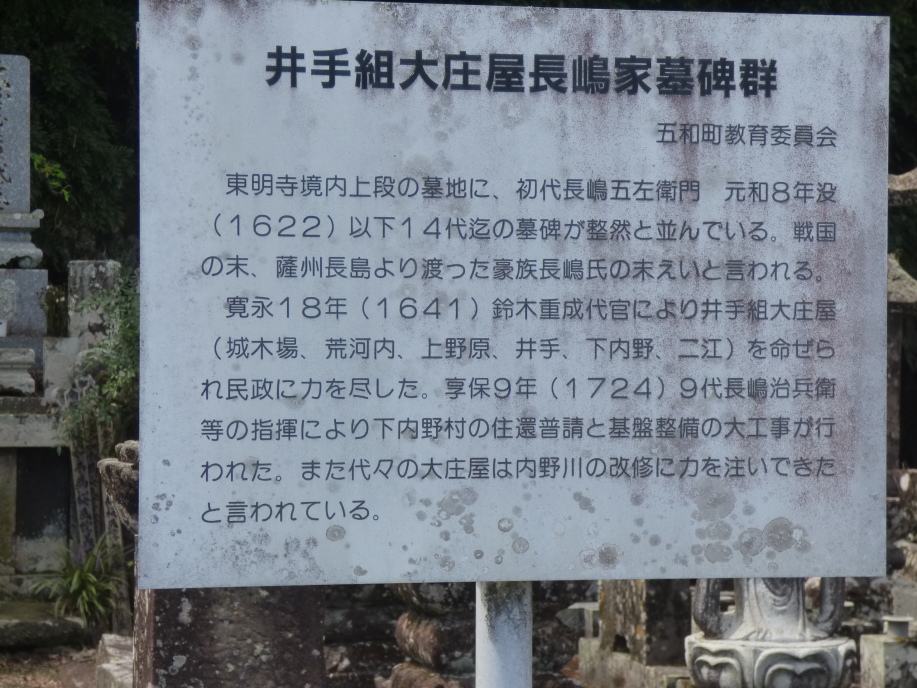 井手組大庄屋長嶋家墓碑群
五和町教育委員会
東明寺境内上段の墓地に、初代長嶋五左衛門　元和8年没
（1622）以下14代迄の墓碑が整然と並んでいる。戦国
の末、薩州長島より渡った豪族長嶋氏の末えいと言われる。
寛永18年（1641）鈴木重成代官により井手組大庄屋
（城木場、荒河内、上野原、井手、下内野、二江）を命ぜら
れ民政に力を尽した。享保9年（1724）9代長嶋治兵衛
等の指揮により下内野村の住還普請と基盤整備の大工事が行
われた。また代々の大庄屋は内野川の改修に力を注いできた
と言われている。